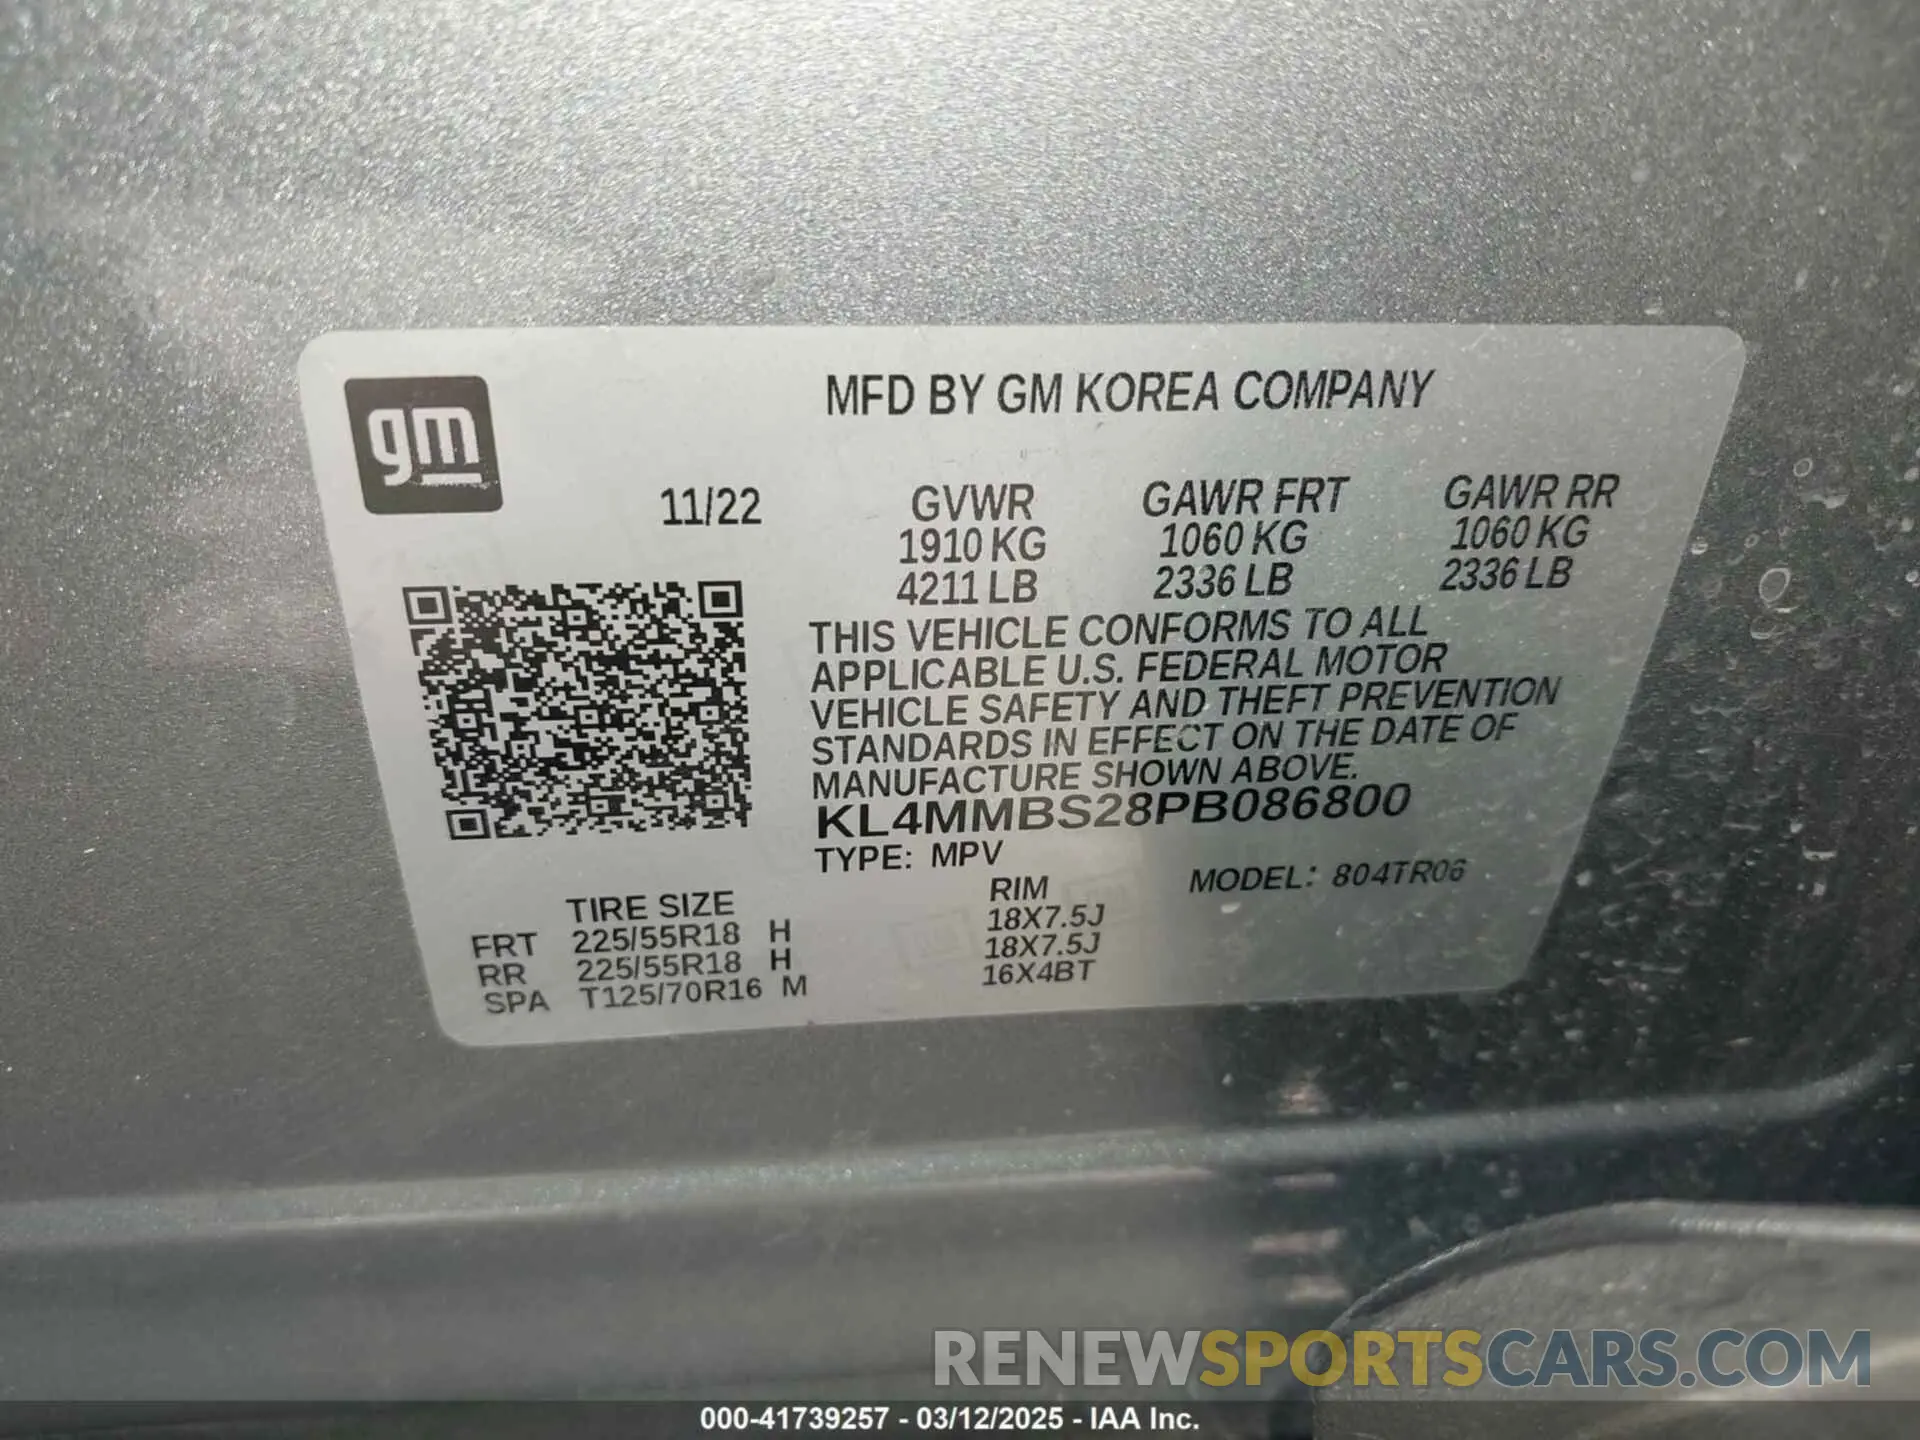 gm
MFD BY GM KOREA COMPANY
11/22
GVWR GAWR FRT GAWR RR
1910 KG 1060 KG 1060 KG
4211 LB 2336 LB 2336 LB
THIS VEHICLE CONFORMS TO ALL
APPLICABLE U.S. FEDERAL MOTOR
VEHICLE SAFETY AND THEFT PREVENTION
STANDARDS IN EFFECT ON THE DATE OF
MANUFACTURE SHOWN ABOVE.
KL4MMBS28PB086800
TYPE: MPV MODEL: 804TR06
TIRE SIZE RIM
FRT 225/55R18 H 18X7.5J
RR 225/55R18 H 18X7.5J
SPA T125/70R16 M 16X4BT
RENEWSPORTSCARS.COM
000-41739257 - 03/12/2025 - IAA Inc.